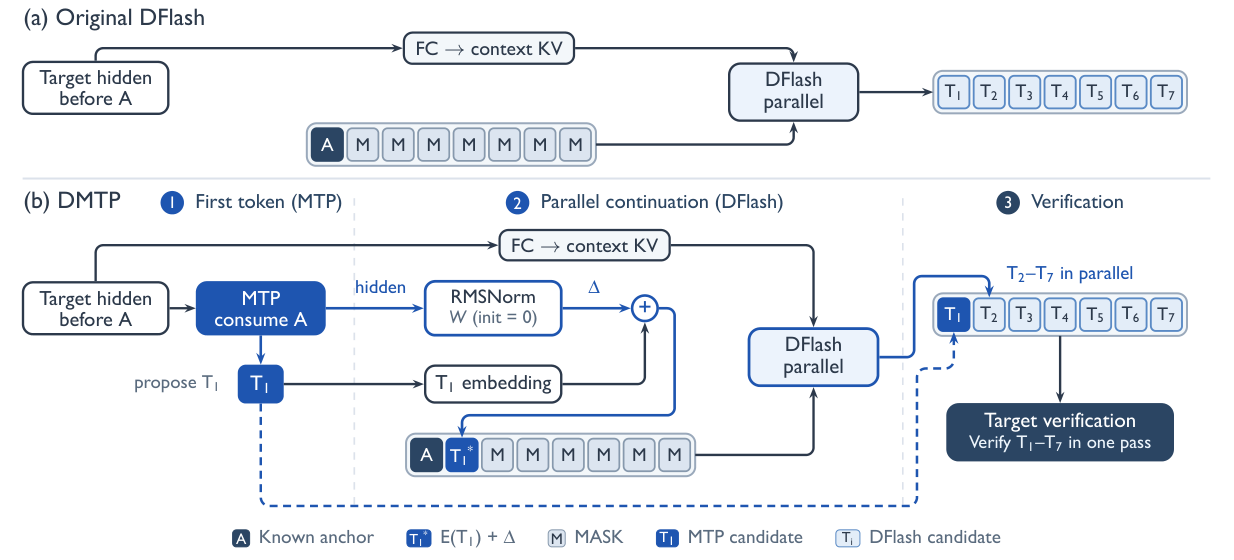 (a) Original DFlash
FC → context KV
Target hidden
before A
DFlash
parallel
T₁ T₂ T₃ T₄ T₅ T₆ T₇
A M M M M M M M
(b) DMTP
1 First token (MTP)
2 Parallel continuation (DFlash)
3 Verification
FC → context KV
T₂–T₇ in parallel
Target hidden
before A
MTP
consume A
hidden
RMSNorm
W (init = 0)
Δ
+
T₁ T₂ T₃ T₄ T₅ T₆ T₇
DFlash
parallel
propose T₁
T₁
T₁ embedding
Target verification
Verify T₁–T₇ in one pass
A T₁* M M M M M M
A Known anchor
T₁* E(T₁) + Δ
M MASK
T₁ MTP candidate
Tᵢ DFlash candidate